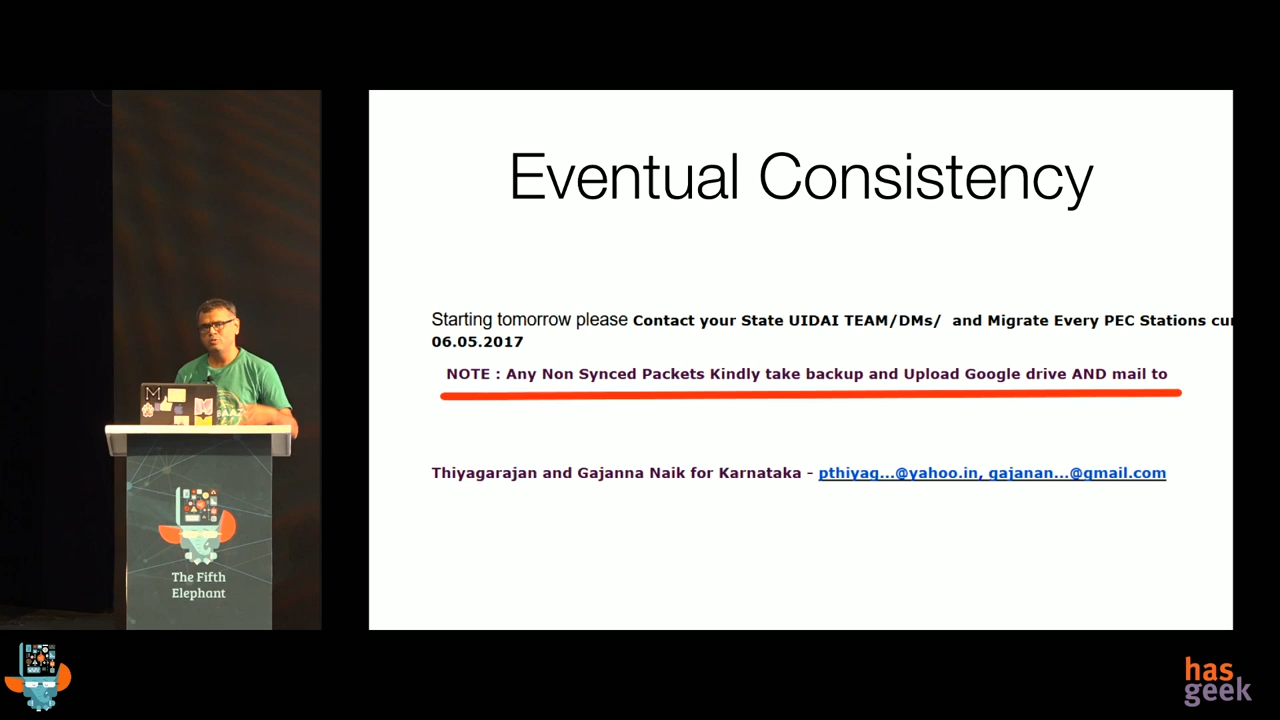 Eventual Consistency
Starting tomorrow please Contact your State UIDAI TEAM/DMs/ and Migrate Every PEC Stations
06.05.2017
NOTE : Any Non Synced Packets Kindly take backup and Upload Google drive AND mail to
Thiyagarajan and Gajanna Naik for Karnataka - pthiyaq...@yahoo.in, gajanan...@gmail.com
The Fifth
Elephant
has
geek